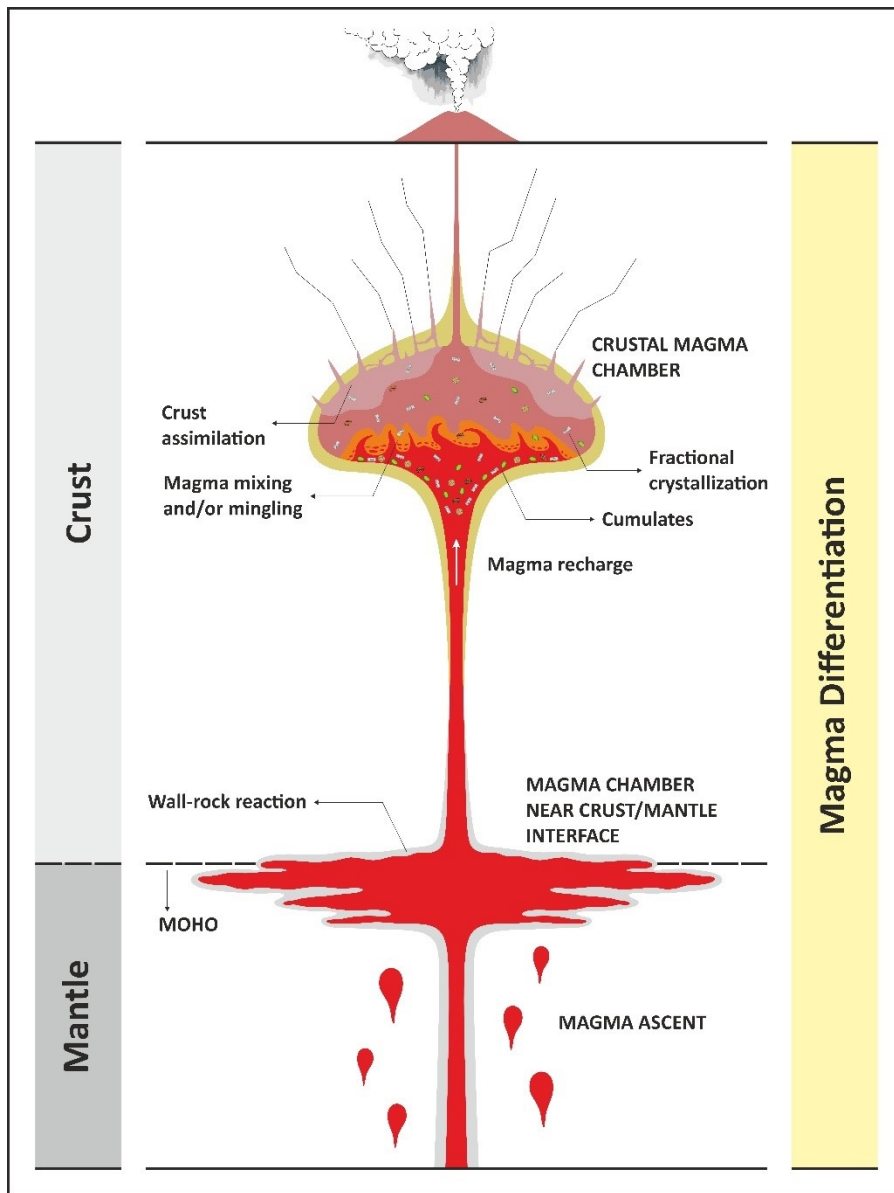 CRUSTAL MAGMA
CHAMBER
Crust
assimilation
Magma mixing
and/or mingling
Fractional
crystallization
Cumulates
Magma recharge
Crust
Magma Differentiation
Wall-rock reaction
MAGMA CHAMBER
NEAR CRUST/MANTLE
INTERFACE
MOHO
Mantle
MAGMA ASCENT